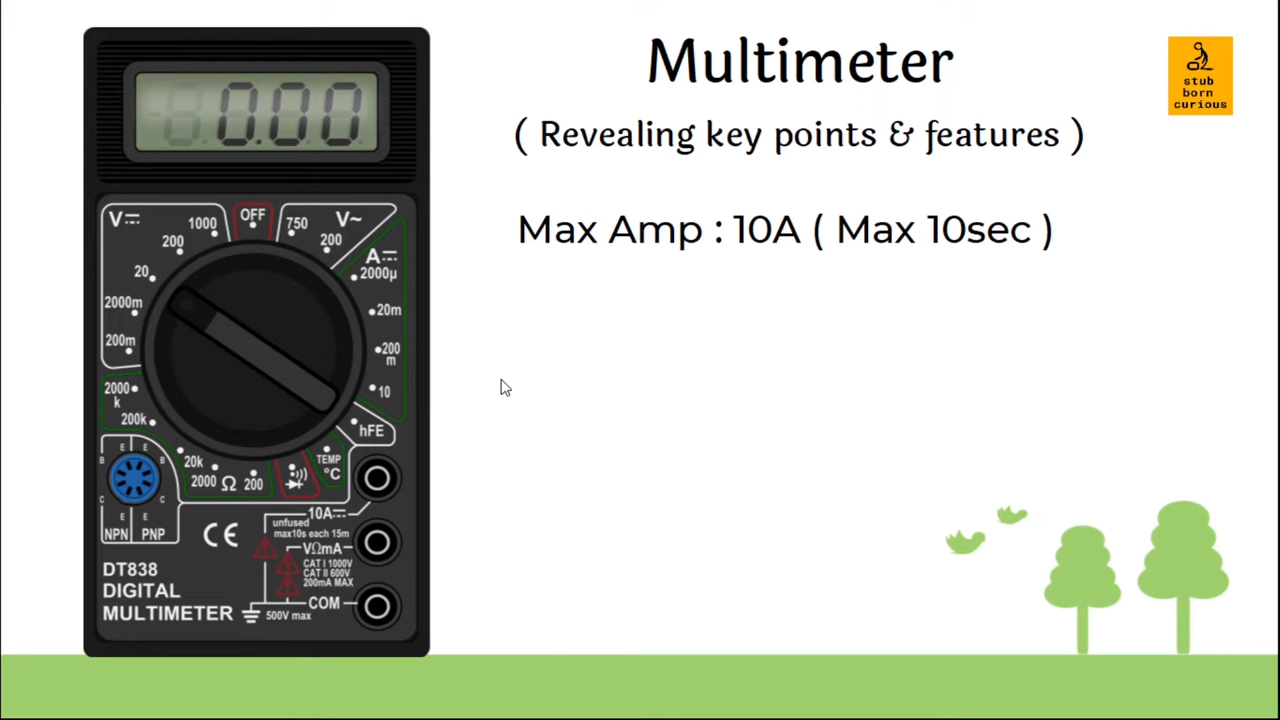 Multimeter
( Revealing key points & features )
Max Amp : 10A ( Max 10sec )
stub
born
curious
0.00
V⎓
1000
OFF
750
V~
200
200
A⎓
2000µ
20
2000m
20m
200m
200
m
2000
k
10
200k
hFE
20k
TEMP
°C
2000
Ω
200
E
E
B
B
C
C
E
E
NPN
PNP
10A⎓
unfused
max10s each 15m
VΩmA
CAT I 1000V
CAT II 600V
200mA MAX
COM
500V max
CE
DT838
DIGITAL
MULTIMETER